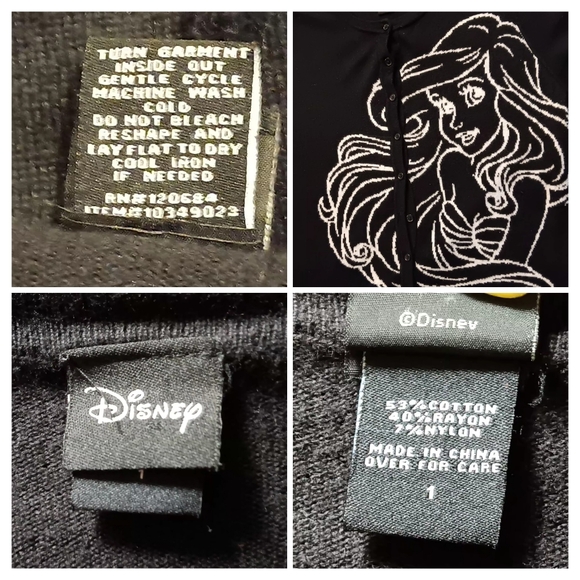 TURN GARMENT
INSIDE OUT
GENTLE CYCLE
MACHINE WASH
COLD
DO NOT BLEACH
RESHAPE AND
LAY FLAT TO DRY
COOL IRON
IF NEEDED
RN#120684
ITEM#10349023
DISNEY
©Disney
53%COTTON
40%RAYON
7%NYLON
MADE IN CHINA
OVER FOR CARE
1